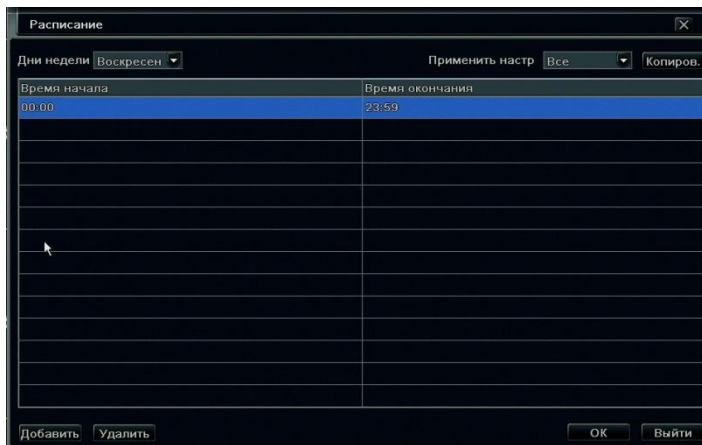 Расписание
Дни недели Воскресен Применить настр Все Копиров.
Время начала Время окончания
00:00 23:59
Добавить Удалить ОК Выйти